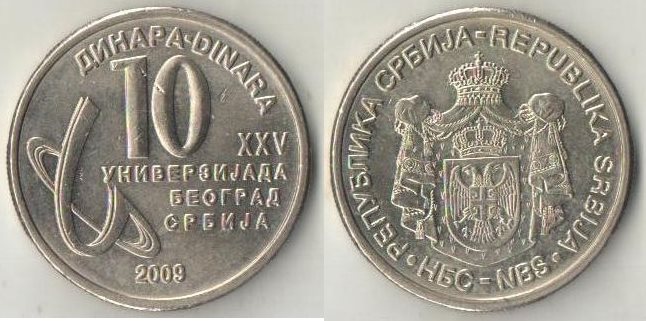 ДИНАРА·DINARA
10
XXV
УНИВЕРЗИЈАДА
БЕОГРАД
СРБИЈА
2009
РЕПУБЛИКА СРБИЈА-REPUBLIKA SRBIJA
НБС-NBS